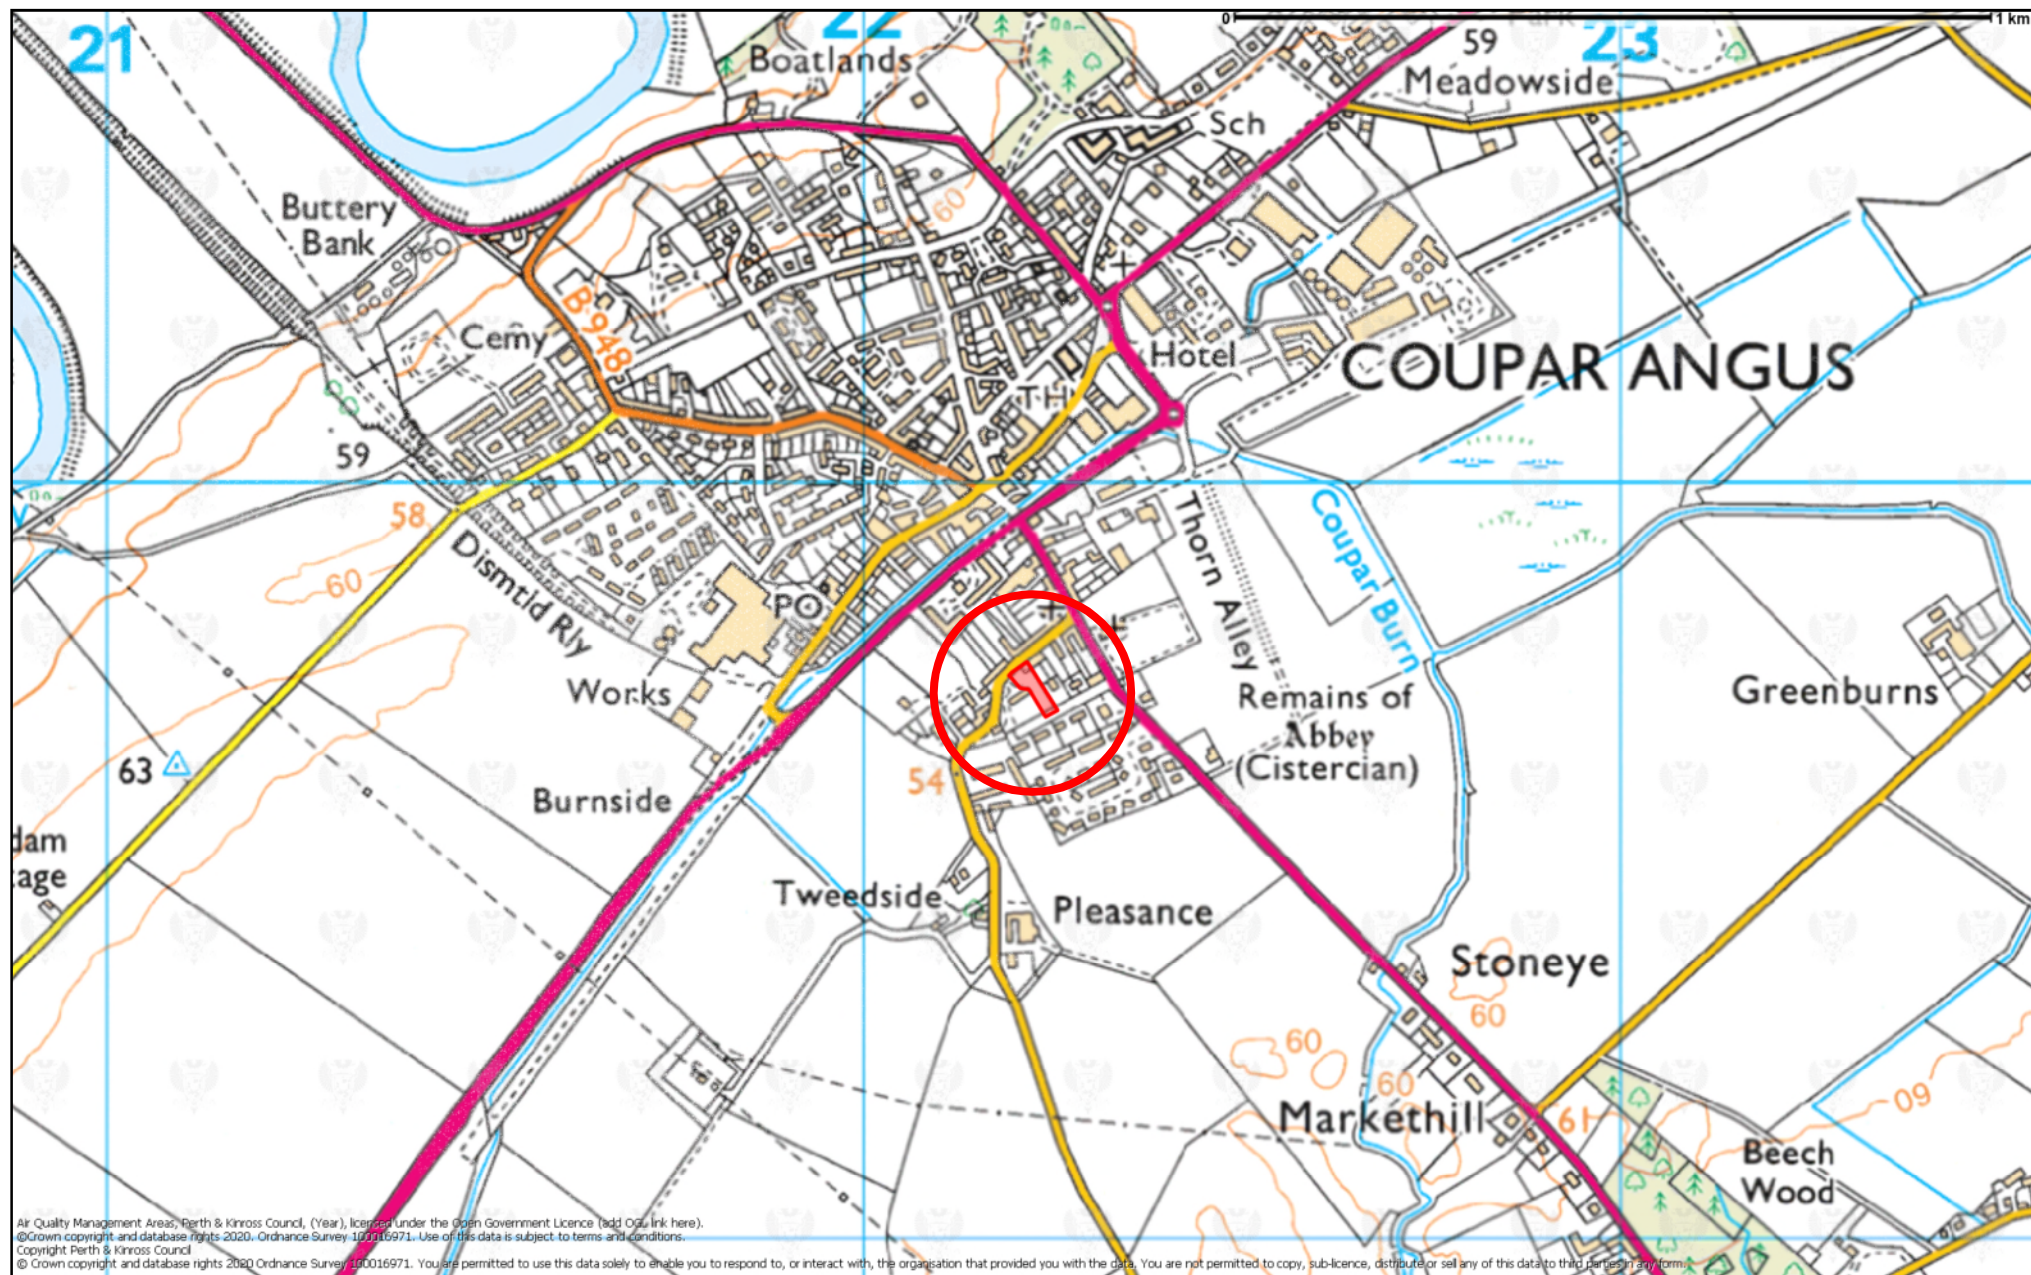 21
22
23
0
1 km
Park
Boatlands
59
Meadowside
Sch
Buttery
Bank
60
B 948
Cemy
Hotel
COUPAR ANGUS
TH
59
58
60
Dismtld Rly
Thorn Alley
Coupar Burn
PO
Works
Remains of
Abbey
(Cistercian)
Greenburns
63
54
Burnside
dam
tage
Tweedside
Pleasance
Stoneye
60
60
60
Markethill
61
60
Beech
Wood
Air Quality Management Areas, Perth & Kinross Council, (Year), licensed under the Open Government Licence (add OGL link here).
©Crown copyright and database rights 2020. Ordnance Survey 100016971. Use of this data is subject to terms and conditions.
Copyright Perth & Kinross Council
© Crown copyright and database rights 2020 Ordnance Survey 100016971. You are permitted to use this data solely to enable you to respond to, or interact with, the organisation that provided you with the data. You are not permitted to copy, sub-licence, distribute or sell any of this data to third parties in any form.